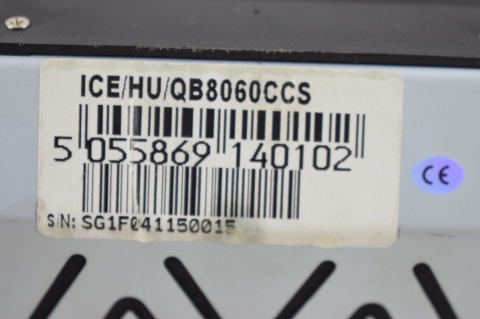 ICE/HU/QB8060CCS
5 055869 140102
S/N: SG1F041150015
CE